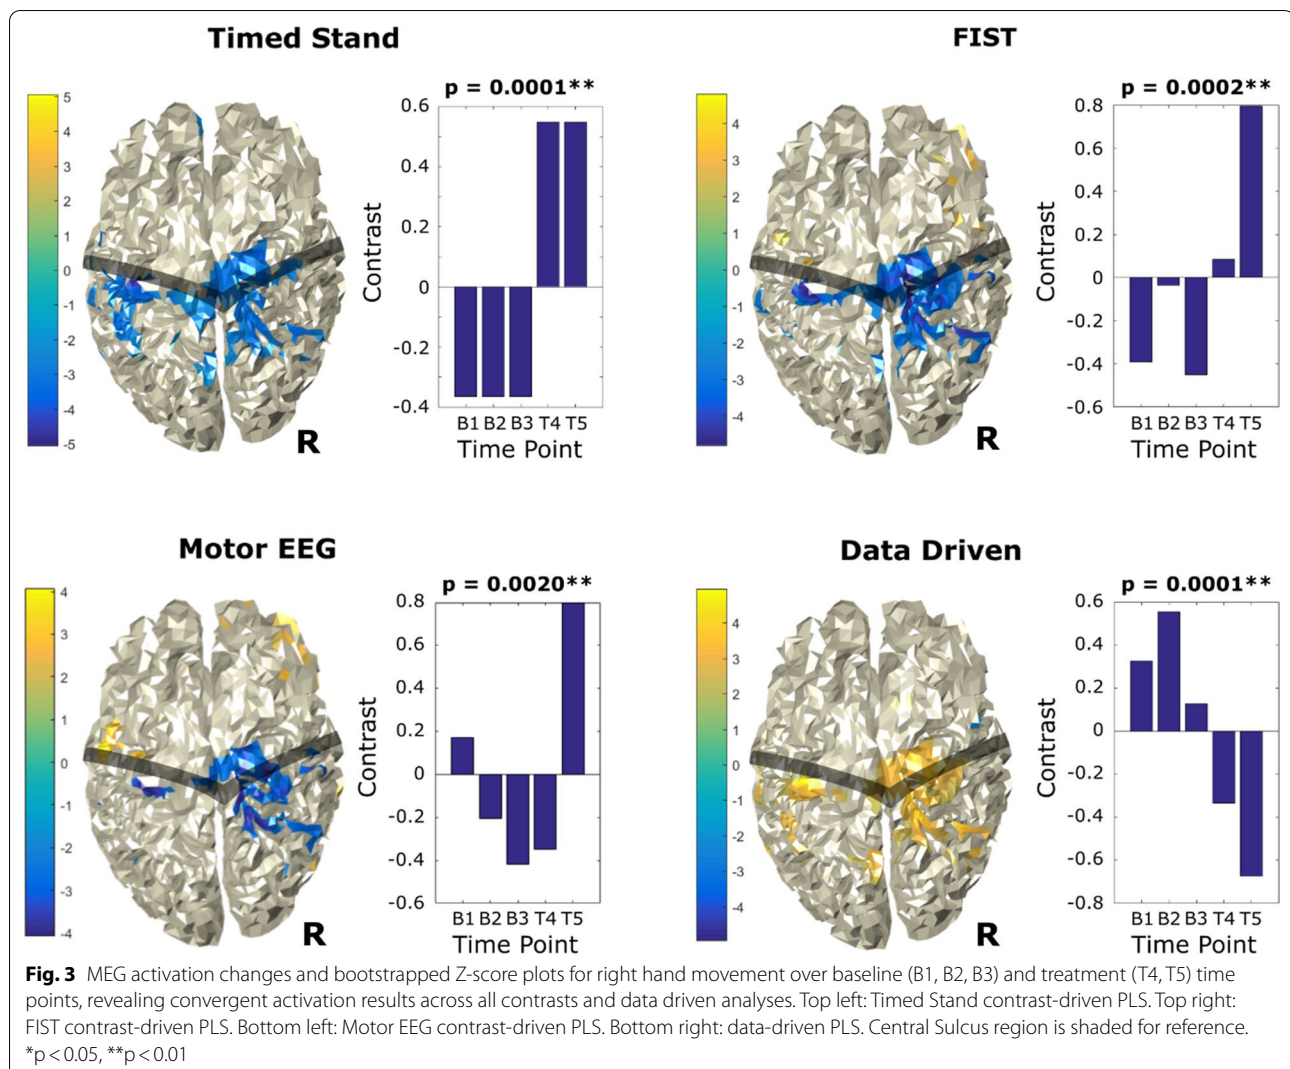 Timed Stand
FIST
p = 0.0001**
p = 0.0002**
5
4
3
2
1
0
-1
-2
-3
-4
-5
R
Contrast
0.6
0.4
0.2
0
-0.2
-0.4
B1 B2 B3 T4 T5
Time Point
4
3
2
1
0
-1
-2
-3
-4
R
Contrast
0.8
0.6
0.4
0.2
0
-0.2
-0.4
-0.6
B1 B2 B3 T4 T5
Time Point
Motor EEG
Data Driven
p = 0.0020**
p = 0.0001**
4
3
2
1
0
-1
-2
-3
-4
R
Contrast
0.8
0.6
0.4
0.2
0
-0.2
-0.4
-0.6
B1 B2 B3 T4 T5
Time Point
4
3
2
1
0
-1
-2
-3
-4
R
Contrast
0.6
0.4
0.2
0
-0.2
-0.4
-0.6
-0.8
B1 B2 B3 T4 T5
Time Point
Fig. 3 MEG activation changes and bootstrapped Z-score plots for right hand movement over baseline (B1, B2, B3) and treatment (T4, T5) time
points, revealing convergent activation results across all contrasts and data driven analyses. Top left: Timed Stand contrast-driven PLS. Top right:
FIST contrast-driven PLS. Bottom left: Motor EEG contrast-driven PLS. Bottom right: data-driven PLS. Central Sulcus region is shaded for reference.
*p < 0.05, **p < 0.01